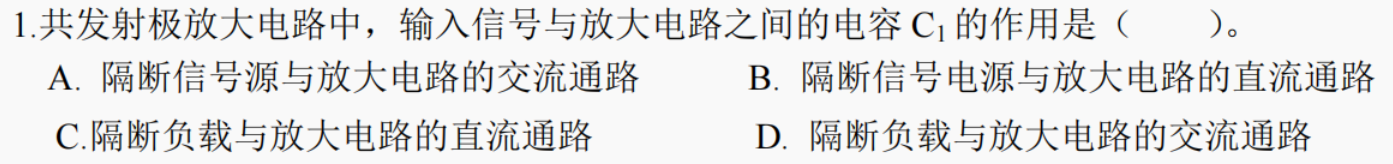 1.共发射极放大电路中，输入信号与放大电路之间的电容 C₁ 的作用是（　　）。
A. 隔断信号源与放大电路的交流通路　　B. 隔断信号电源与放大电路的直流通路
C.隔断负载与放大电路的直流通路　　D. 隔断负载与放大电路的交流通路